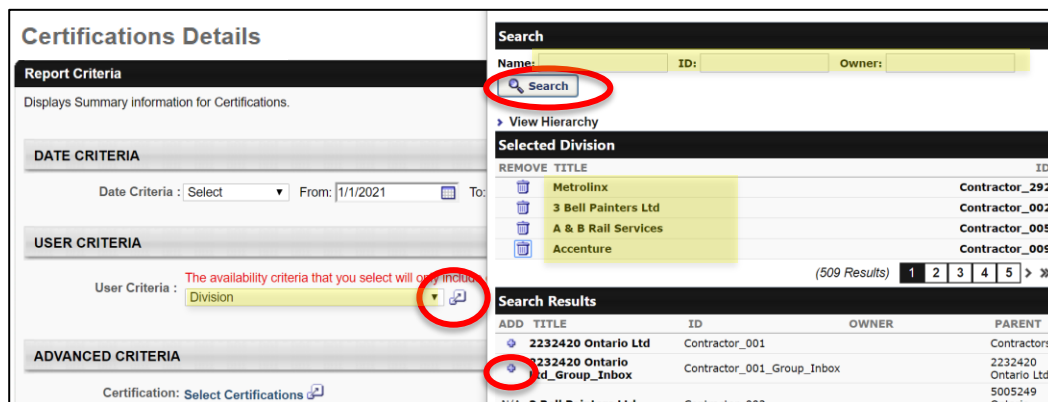 Certifications Details
Report Criteria
Displays Summary information for Certifications.
DATE CRITERIA
Date Criteria : Select From: 1/1/2021 To:
USER CRITERIA
The availability criteria that you select will only include
User Criteria : Division
ADVANCED CRITERIA
Certification: Select Certifications
Search
Name: ID: Owner:
Search
> View Hierarchy
Selected Division
REMOVE TITLE ID
Metrolinx Contractor_292
3 Bell Painters Ltd Contractor_002
A & B Rail Services Contractor_005
Accenture Contractor_009
(509 Results) 1 2 3 4 5 > »
Search Results
ADD TITLE ID OWNER PARENT
2232420 Ontario Ltd Contractor_001 Contractors
2232420 Ontario Ltd_Group_Inbox Contractor_001_Group_Inbox 2232420 Ontario Ltd
5005249